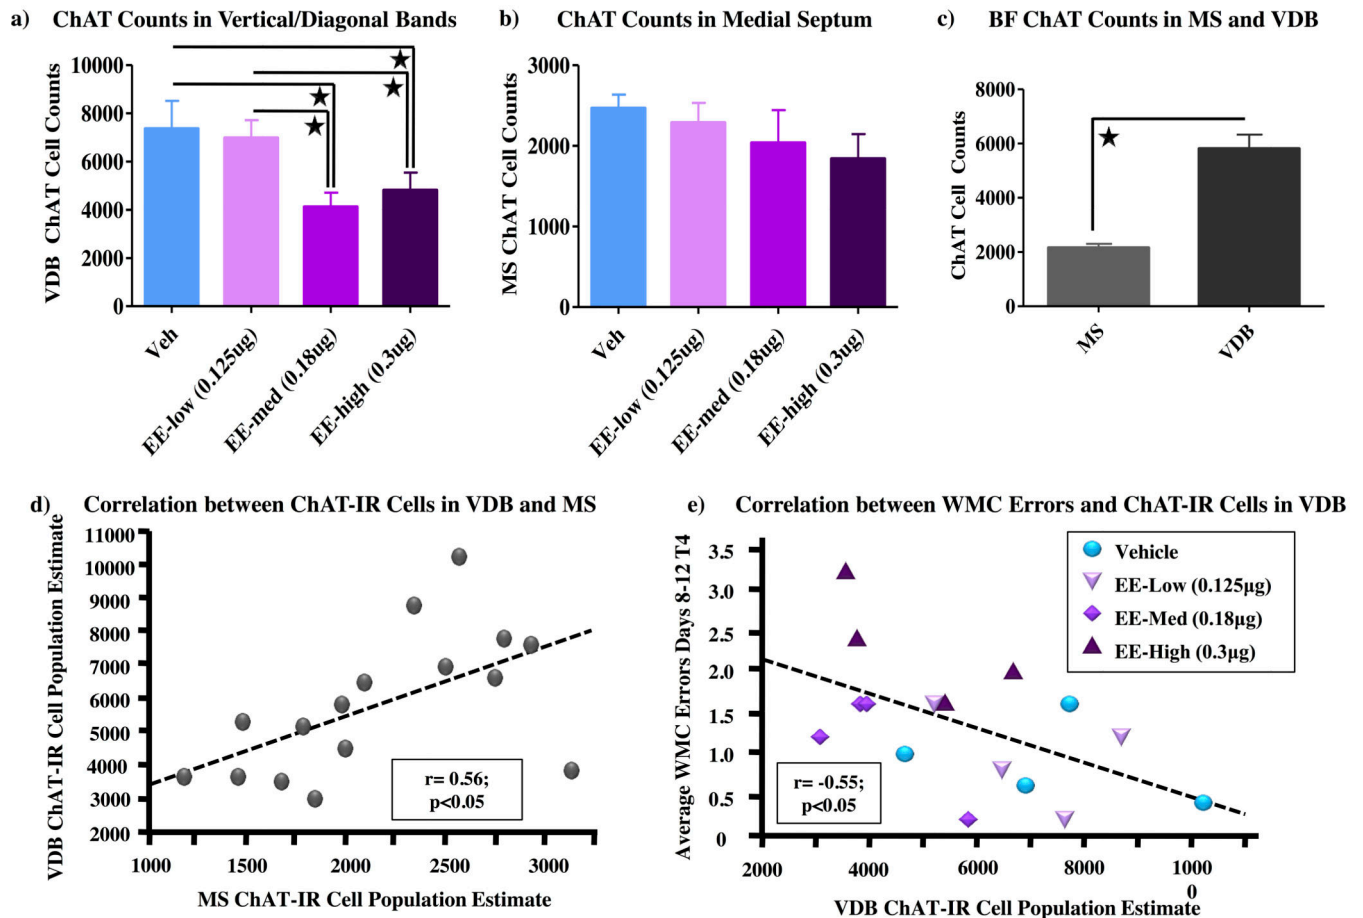 a) ChAT Counts in Vertical/Diagonal Bands
VDB ChAT Cell Counts
10000
8000
6000
4000
2000
0
Veh
EE-low (0.125ug)
EE-med (0.18ug)
EE-high (0.3ug)
b) ChAT Counts in Medial Septum
MS ChAT Cell Counts
3000
2000
1000
0
Veh
EE-low (0.125ug)
EE-med (0.18ug)
EE-high (0.3ug)
c) BF ChAT Counts in MS and VDB
ChAT Cell Counts
8000
6000
4000
2000
0
MS
VDB
d) Correlation between ChAT-IR Cells in VDB and MS
VDB ChAT-IR Cell Population Estimate
11000
10000
9000
8000
7000
6000
5000
4000
3000
2000
r= 0.56;
p<0.05
1000 1500 2000 2500 3000
MS ChAT-IR Cell Population Estimate
e) Correlation between WMC Errors and ChAT-IR Cells in VDB
Average WMC Errors Days 8-12 T4
3.5
3.0
2.5
2.0
1.5
1.0
0.5
0
Vehicle
EE-Low (0.125µg)
EE-Med (0.18µg)
EE-High (0.3µg)
r= -0.55;
p<0.05
2000 4000 6000 8000 100
0
VDB ChAT-IR Cell Population Estimate